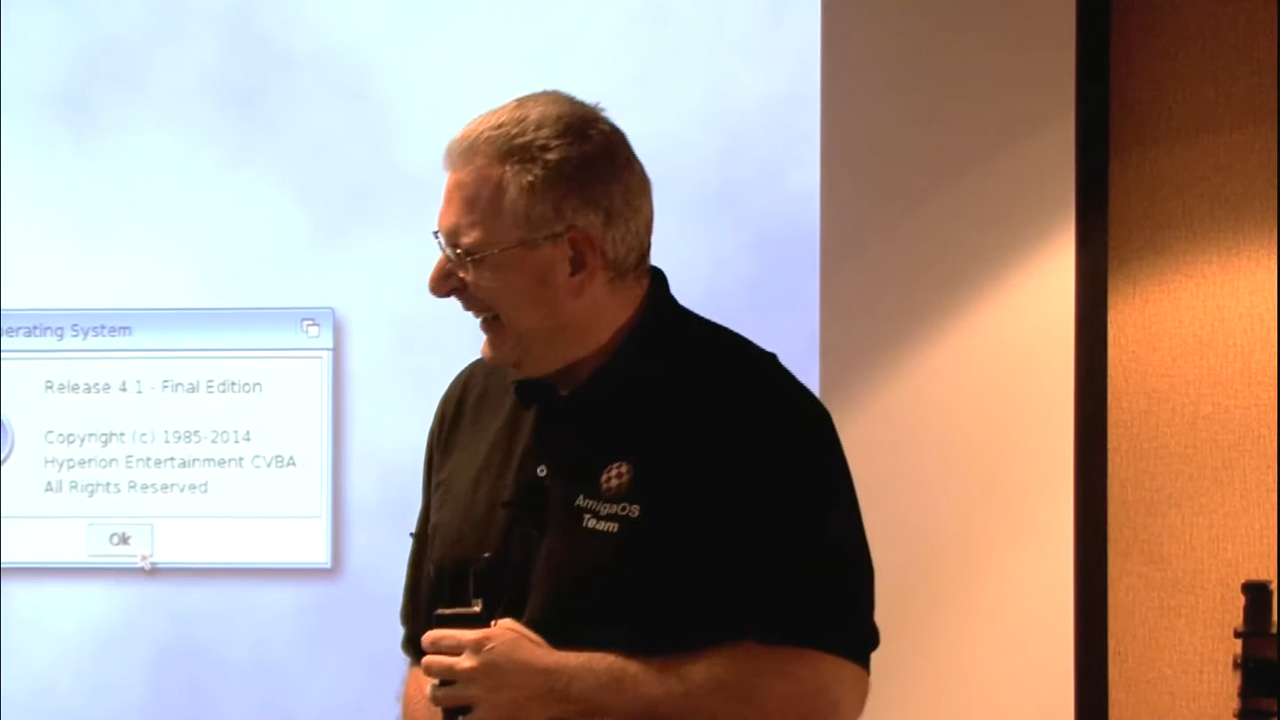 perating System
Release 4.1 - Final Edition
Copyright (c) 1985-2014
Hyperion Entertainment CVBA
All Rights Reserved
Ok
AmigaOS
Team